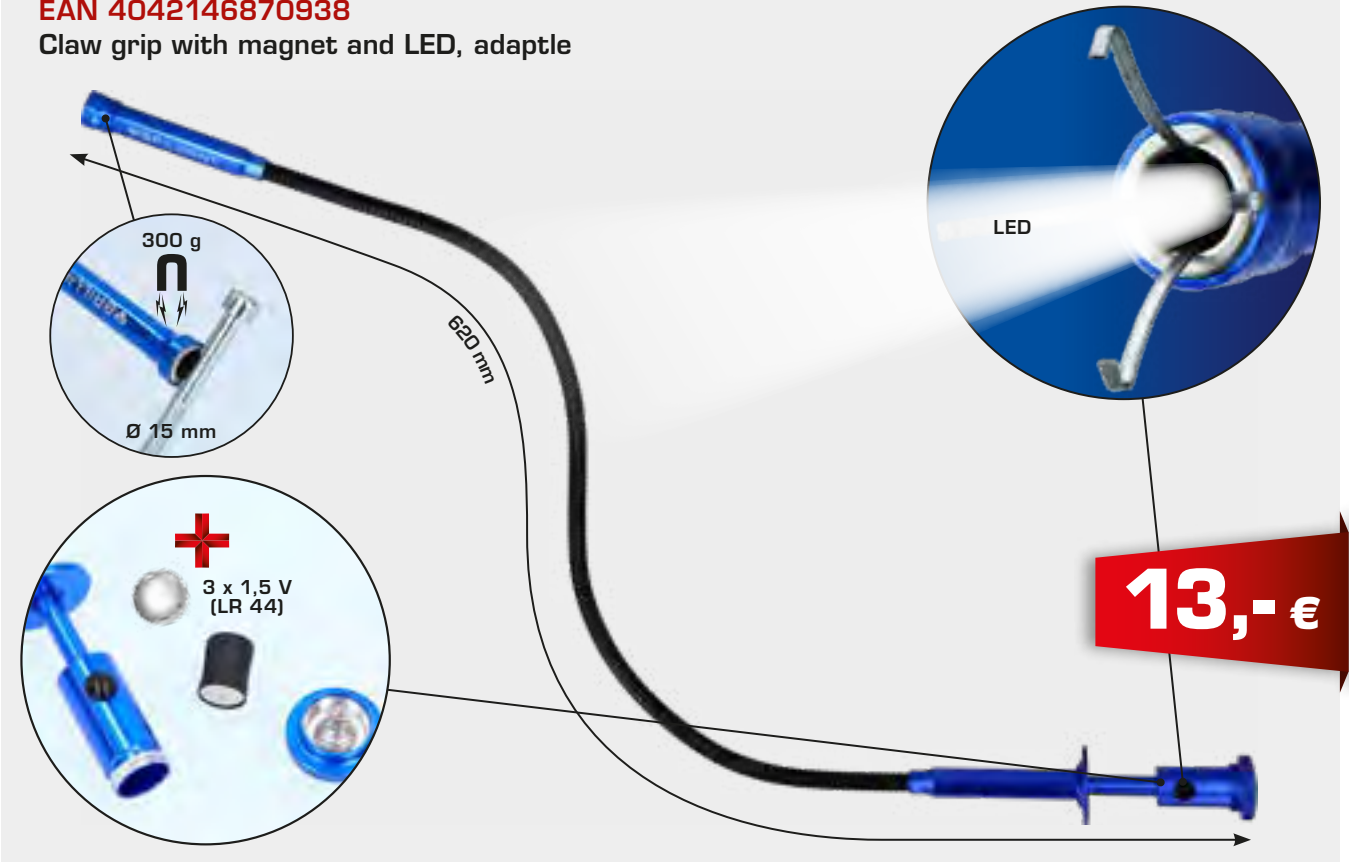 EAN 4042146870938
Claw grip with magnet and LED, adaptle
LED
300 g
620 mm
Ø 15 mm
3 x 1,5 V
(LR 44)
13,- €